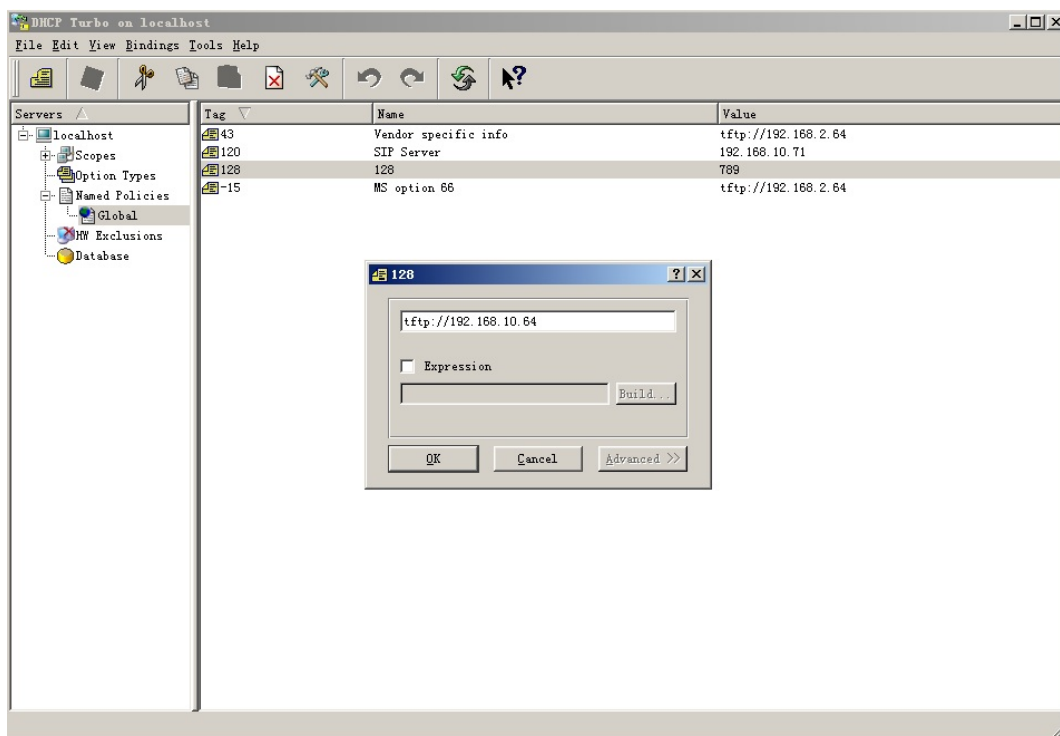 DHCP Turbo on localhost
File Edit View Bindings Tools Help
Servers
Tag Name Value
localhost
Scopes
Option Types
Named Policies
Global
HW Exclusions
Database
43 Vendor specific info tftp://192.168.2.64
120 SIP Server 192.168.10.71
128 128 789
-15 MS option 66 tftp://192.168.2.64
128
tftp://192.168.10.64
Expression
Build...
OK Cancel Advanced >>